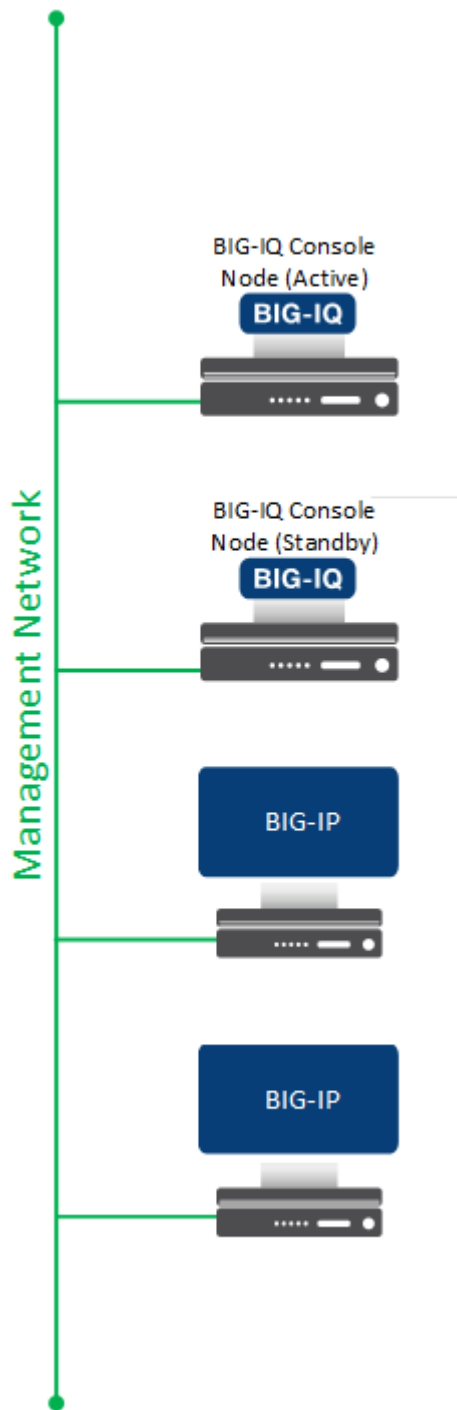 BIG-IQ Console
Node (Active)
BIG-IQ
BIG-IQ Console
Node (Standby)
BIG-IQ
Management Network
BIG-IP
BIG-IP